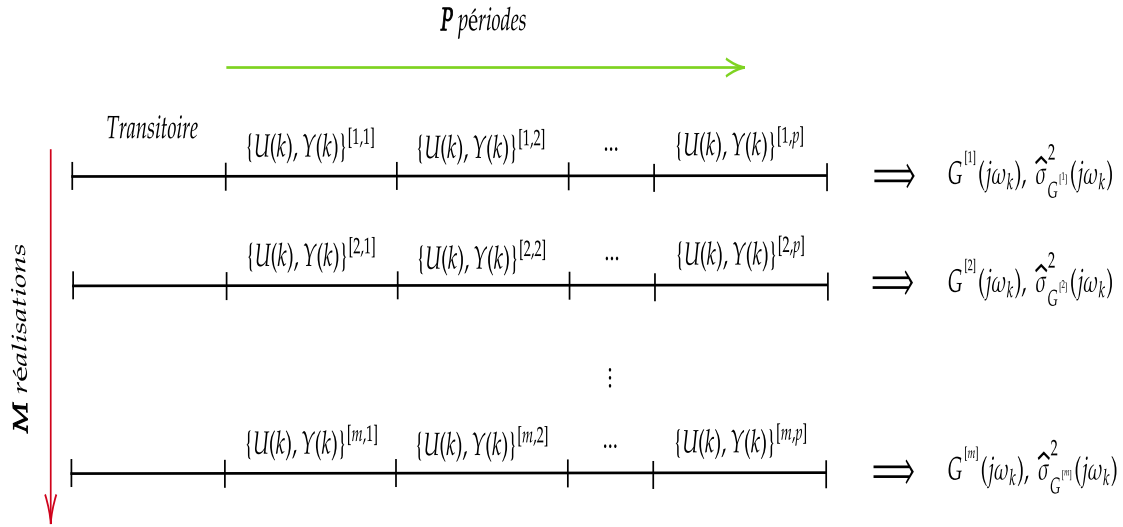 P périodes
Transitoire
{U(k), Y(k)}^[1,1] {U(k), Y(k)}^[1,2] ... {U(k), Y(k)}^[1,p]
⟹ G^[1](jω_k), σ̂²_G^[1](jω_k)
{U(k), Y(k)}^[2,1] {U(k), Y(k)}^[2,2] ... {U(k), Y(k)}^[2,p]
⟹ G^[2](jω_k), σ̂²_G^[2](jω_k)
M réalisations
⋮
{U(k), Y(k)}^[m,1] {U(k), Y(k)}^[m,2] ... {U(k), Y(k)}^[m,p]
⟹ G^[m](jω_k), σ̂²_G^[m](jω_k)